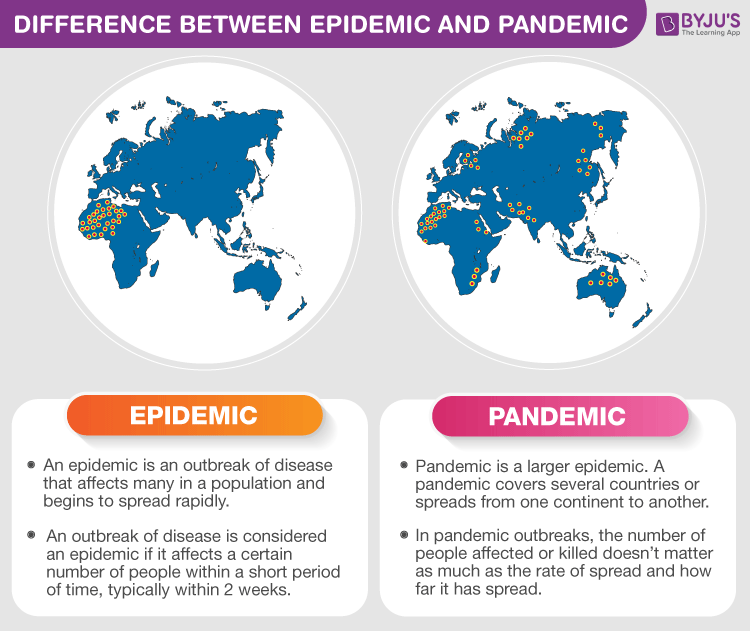 DIFFERENCE BETWEEN EPIDEMIC AND PANDEMIC
BYJU'S
The Learning App
EPIDEMIC
An epidemic is an outbreak of disease
that affects many in a population and
begins to spread rapidly.
An outbreak of disease is considered
an epidemic if it affects a certain
number of people within a short period
of time, typically within 2 weeks.
PANDEMIC
Pandemic is a larger epidemic. A
pandemic covers several countries or
spreads from one continent to another.
In pandemic outbreaks, the number of
people affected or killed doesn't matter
as much as the rate of spread and how
far it has spread.